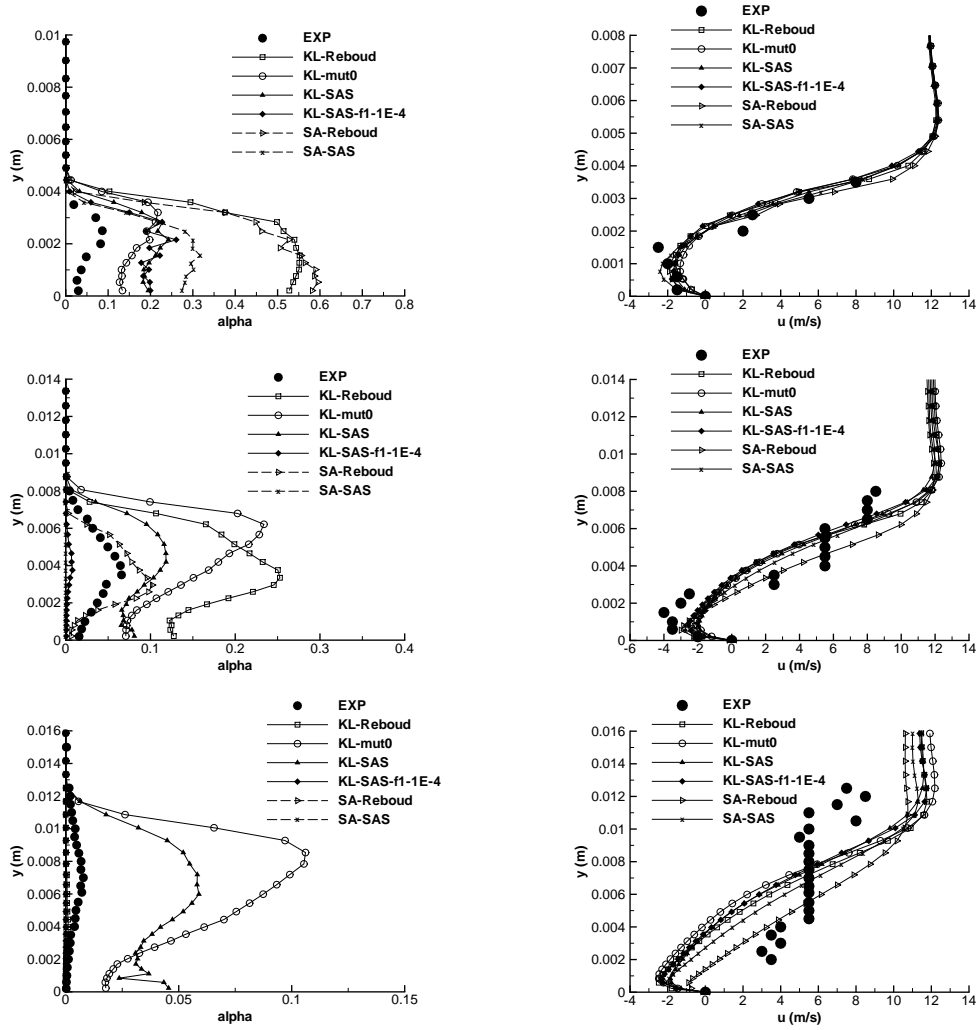 EXP
KL-Reboud
KL-mut0
KL-SAS
KL-SAS-f1-1E-4
SA-Reboud
SA-SAS
0.01
0.008
0.006
0.004
0.002
0
y (m)
0 0.1 0.2 0.3 0.4 0.5 0.6 0.7 0.8
alpha
EXP
KL-Reboud
KL-mut0
KL-SAS
KL-SAS-f1-1E-4
SA-Reboud
SA-SAS
0.008
0.007
0.006
0.005
0.004
0.003
0.002
0.001
0
y (m)
-4 -2 0 2 4 6 8 10 12 14
u (m/s)
EXP
KL-Reboud
KL-mut0
KL-SAS
KL-SAS-f1-1E-4
SA-Reboud
SA-SAS
0.014
0.012
0.01
0.008
0.006
0.004
0.002
0
y (m)
0 0.1 0.2 0.3 0.4
alpha
EXP
KL-Reboud
KL-mut0
KL-SAS
KL-SAS-f1-1E-4
SA-Reboud
SA-SAS
0.014
0.012
0.01
0.008
0.006
0.004
0.002
0
y (m)
-6 -4 -2 0 2 4 6 8 10 12 14
u (m/s)
EXP
KL-Reboud
KL-mut0
KL-SAS
KL-SAS-f1-1E-4
SA-Reboud
SA-SAS
0.016
0.014
0.012
0.01
0.008
0.006
0.004
0.002
0
y (m)
0 0.05 0.1 0.15
alpha
EXP
KL-Reboud
KL-mut0
KL-SAS
KL-SAS-f1-1E-4
SA-Reboud
SA-SAS
0.016
0.014
0.012
0.01
0.008
0.006
0.004
0.002
0
y (m)
-4 -2 0 2 4 6 8 10 12 14
u (m/s)